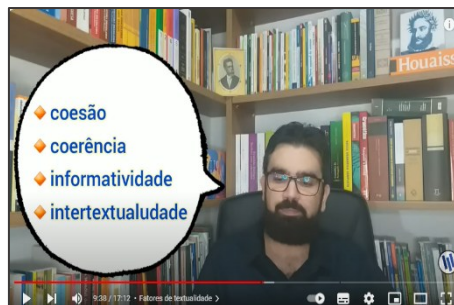 Houaiss
coesão
coerência
informatividade
intertextualudade
9:38 / 17:12 • Fatores de textualidade >